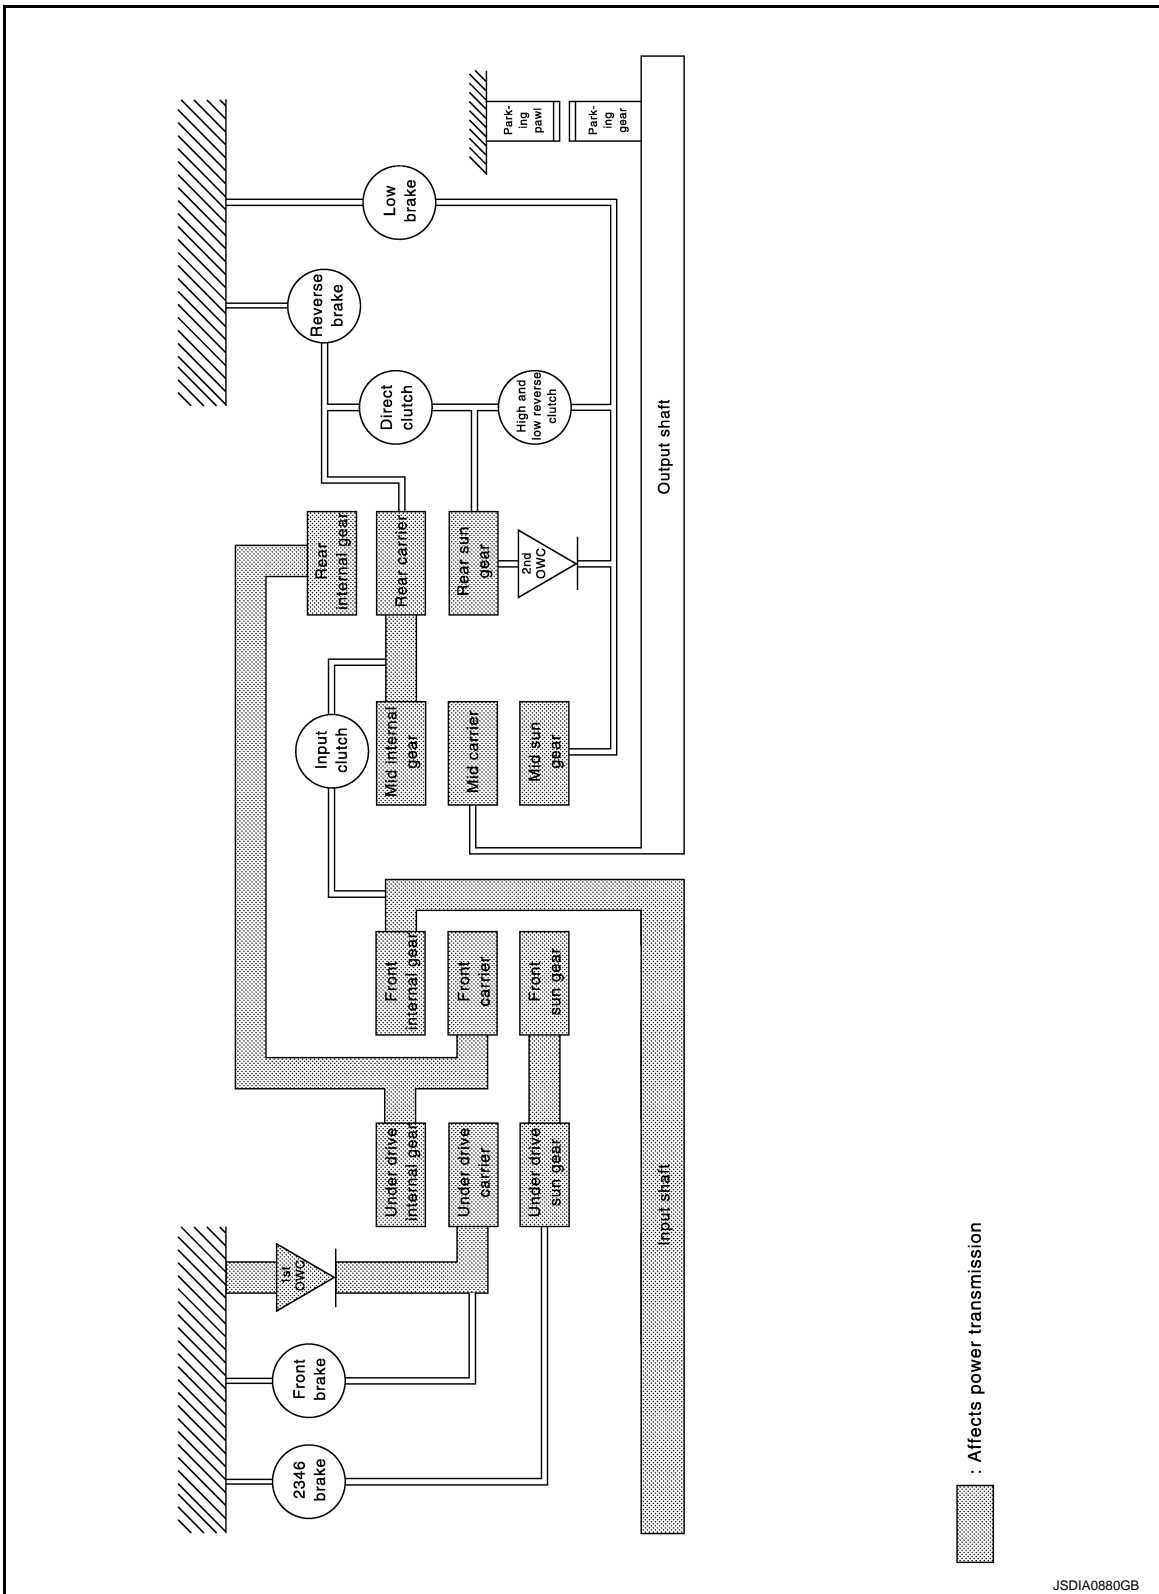 Park-
ing
pawl
Park-
ing
gear
Low
brake
Reverse
brake
Direct
clutch
High and
low reverse
clutch
Output shaft
Rear
internal gear
Rear carrier
Rear sun
gear
2nd
OWC
Input
clutch
Mid internal
gear
Mid carrier
Mid sun
gear
Front
internal gear
Front
carrier
Front
sun gear
Under drive
internal gear
Under drive
carrier
Under drive
sun gear
Input shaft
1st
OWC
Front
brake
2346
brake
: Affects power transmission
JSDIA0880GB